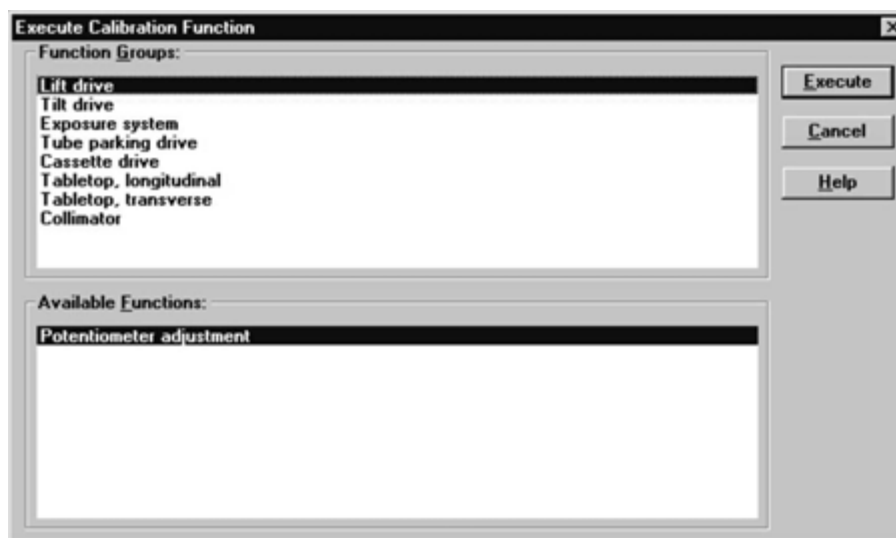 Execute Calibration Function
Function Groups:
Lift drive
Tilt drive
Exposure system
Tube parking drive
Cassette drive
Tabletop, longitudinal
Tabletop, transverse
Collimator
Execute
Cancel
Help
Available Functions:
Potentiometer adjustment